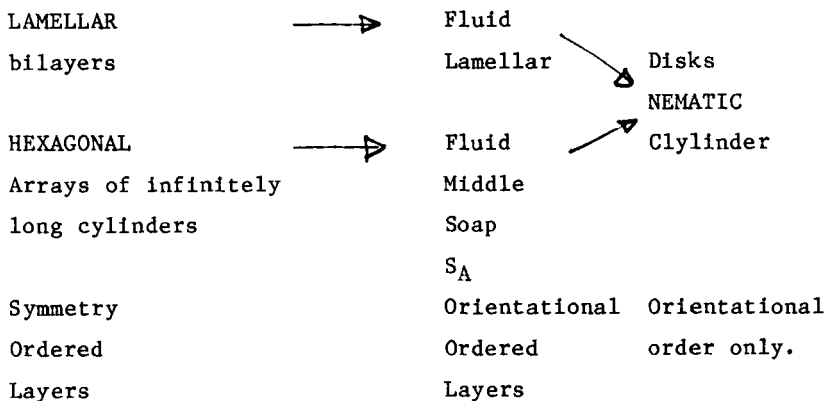 LAMELLAR Fluid
bilayers Lamellar Disks
NEMATIC
HEXAGONAL Fluid Clylinder
Arrays of infinitely Middle
long cylinders Soap
S_A
Symmetry Orientational Orientational
Ordered Ordered order only.
Layers Layers